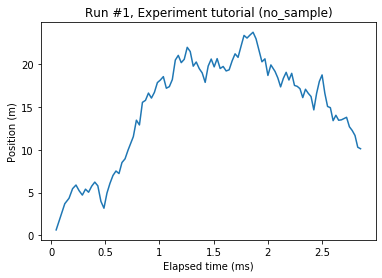 Run #1, Experiment tutorial (no_sample)
Position (m)
20
15
10
5
0
0 0.5 1 1.5 2 2.5
Elapsed time (ms)